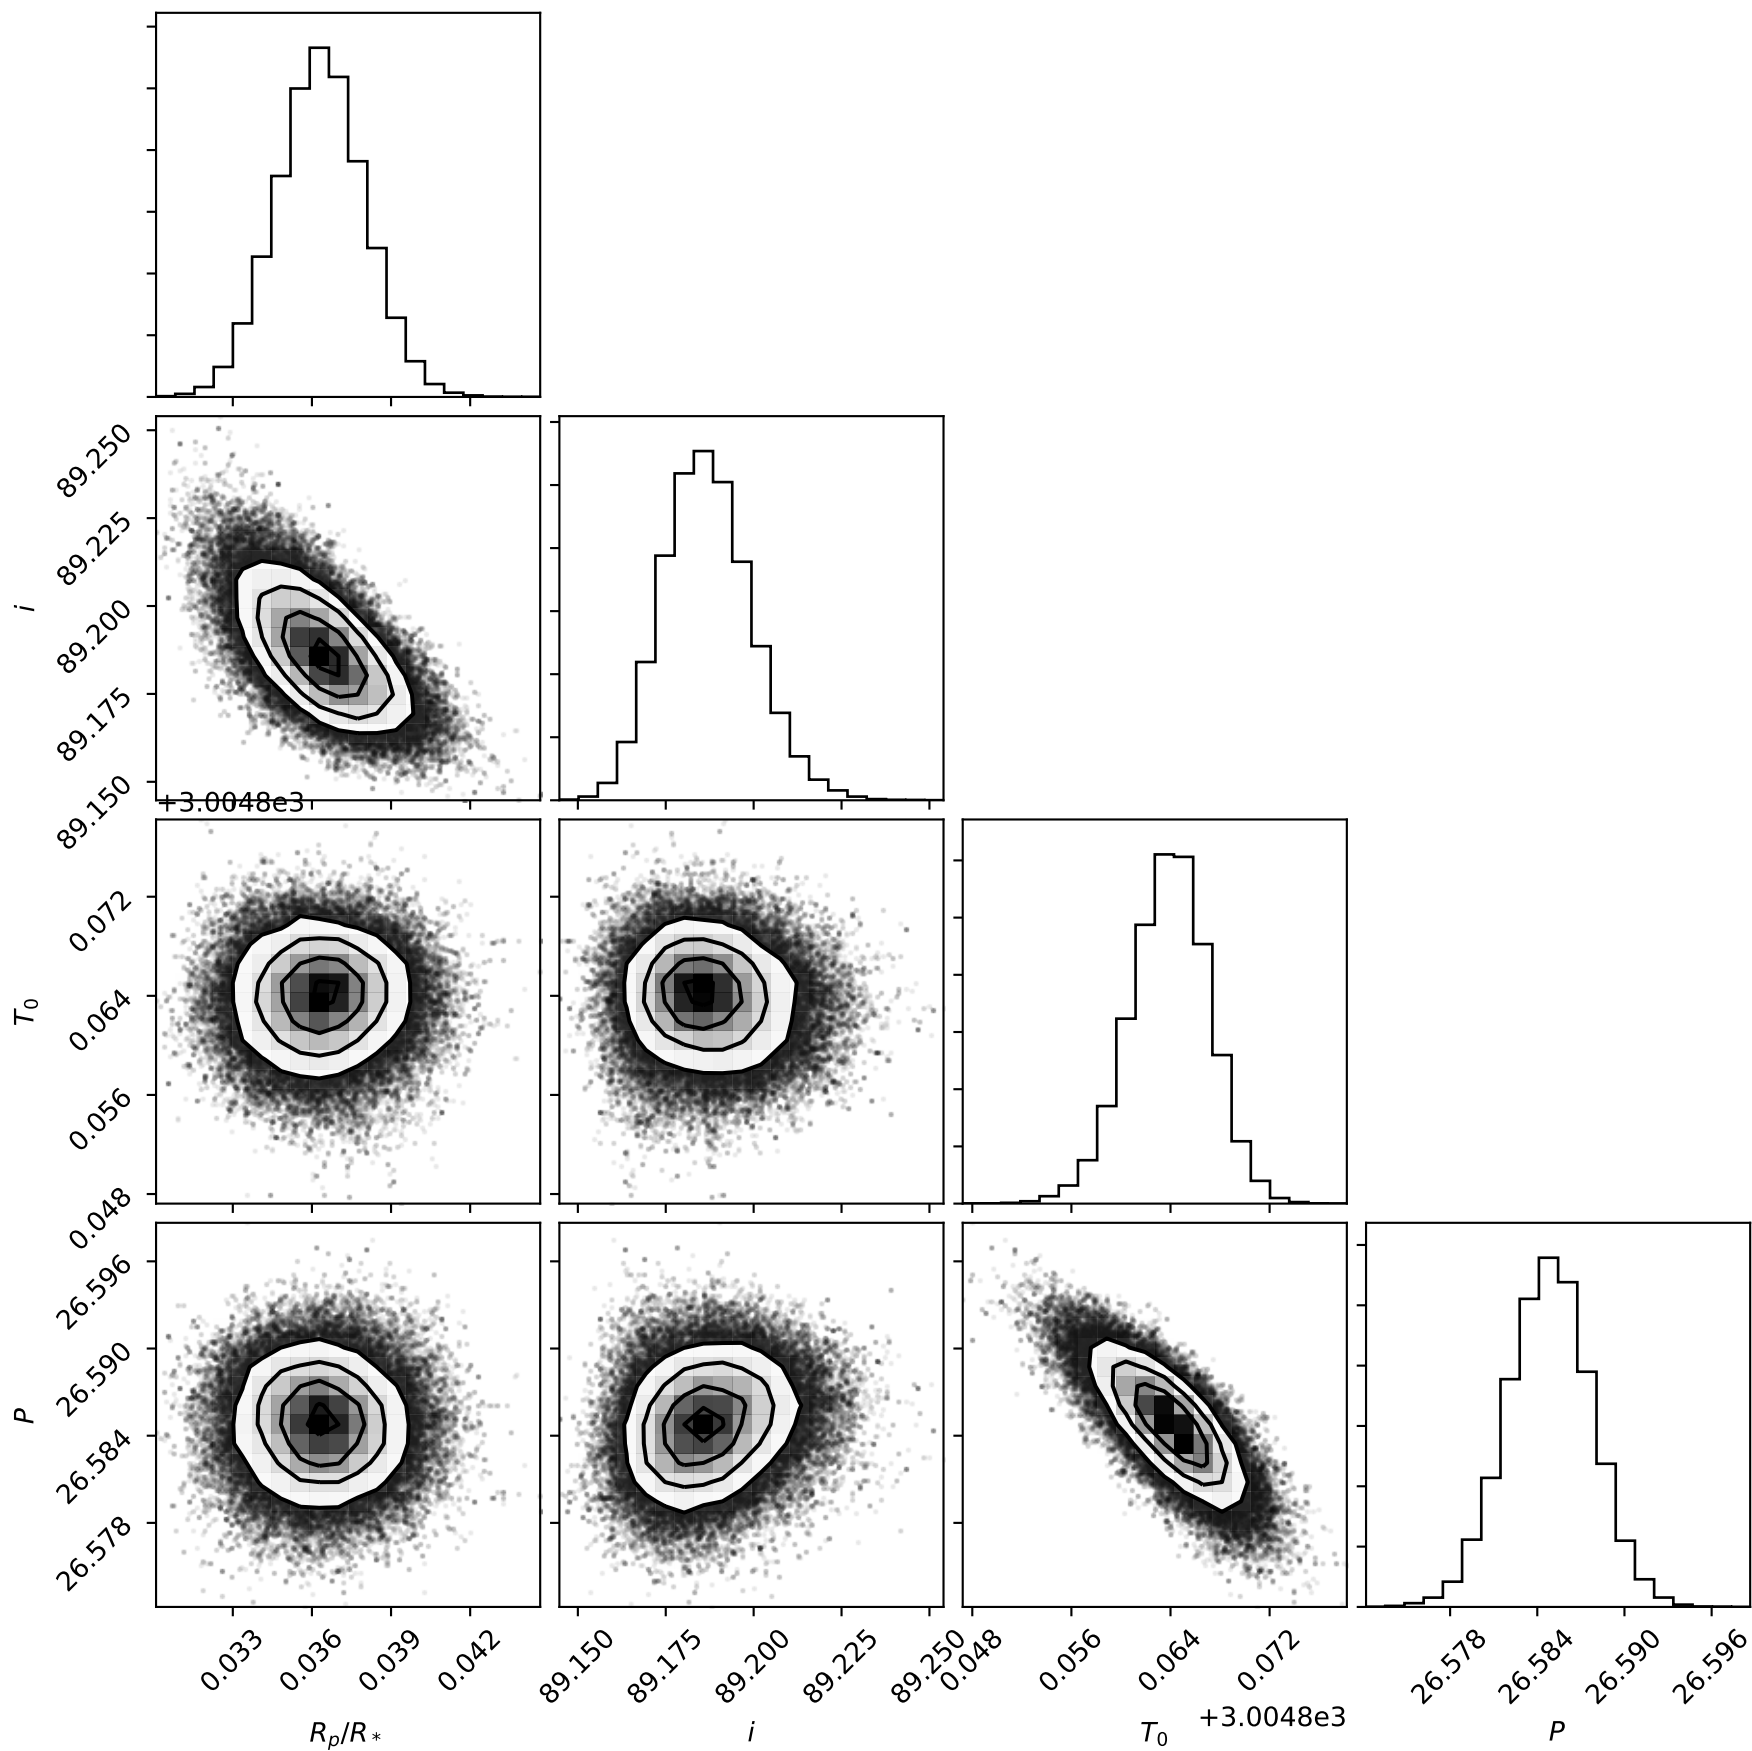 89.250
89.225
89.200
89.175
89.150
i
+3.0048e3
0.072
0.064
0.056
0.048
T₀
26.596
26.590
26.584
26.578
P
0.033 0.036 0.039 0.042
89.150 89.175 89.200 89.225 89.250
0.048 0.056 0.064 0.072
26.578 26.584 26.590 26.596
+3.0048e3
Rₚ/R* i T₀ P